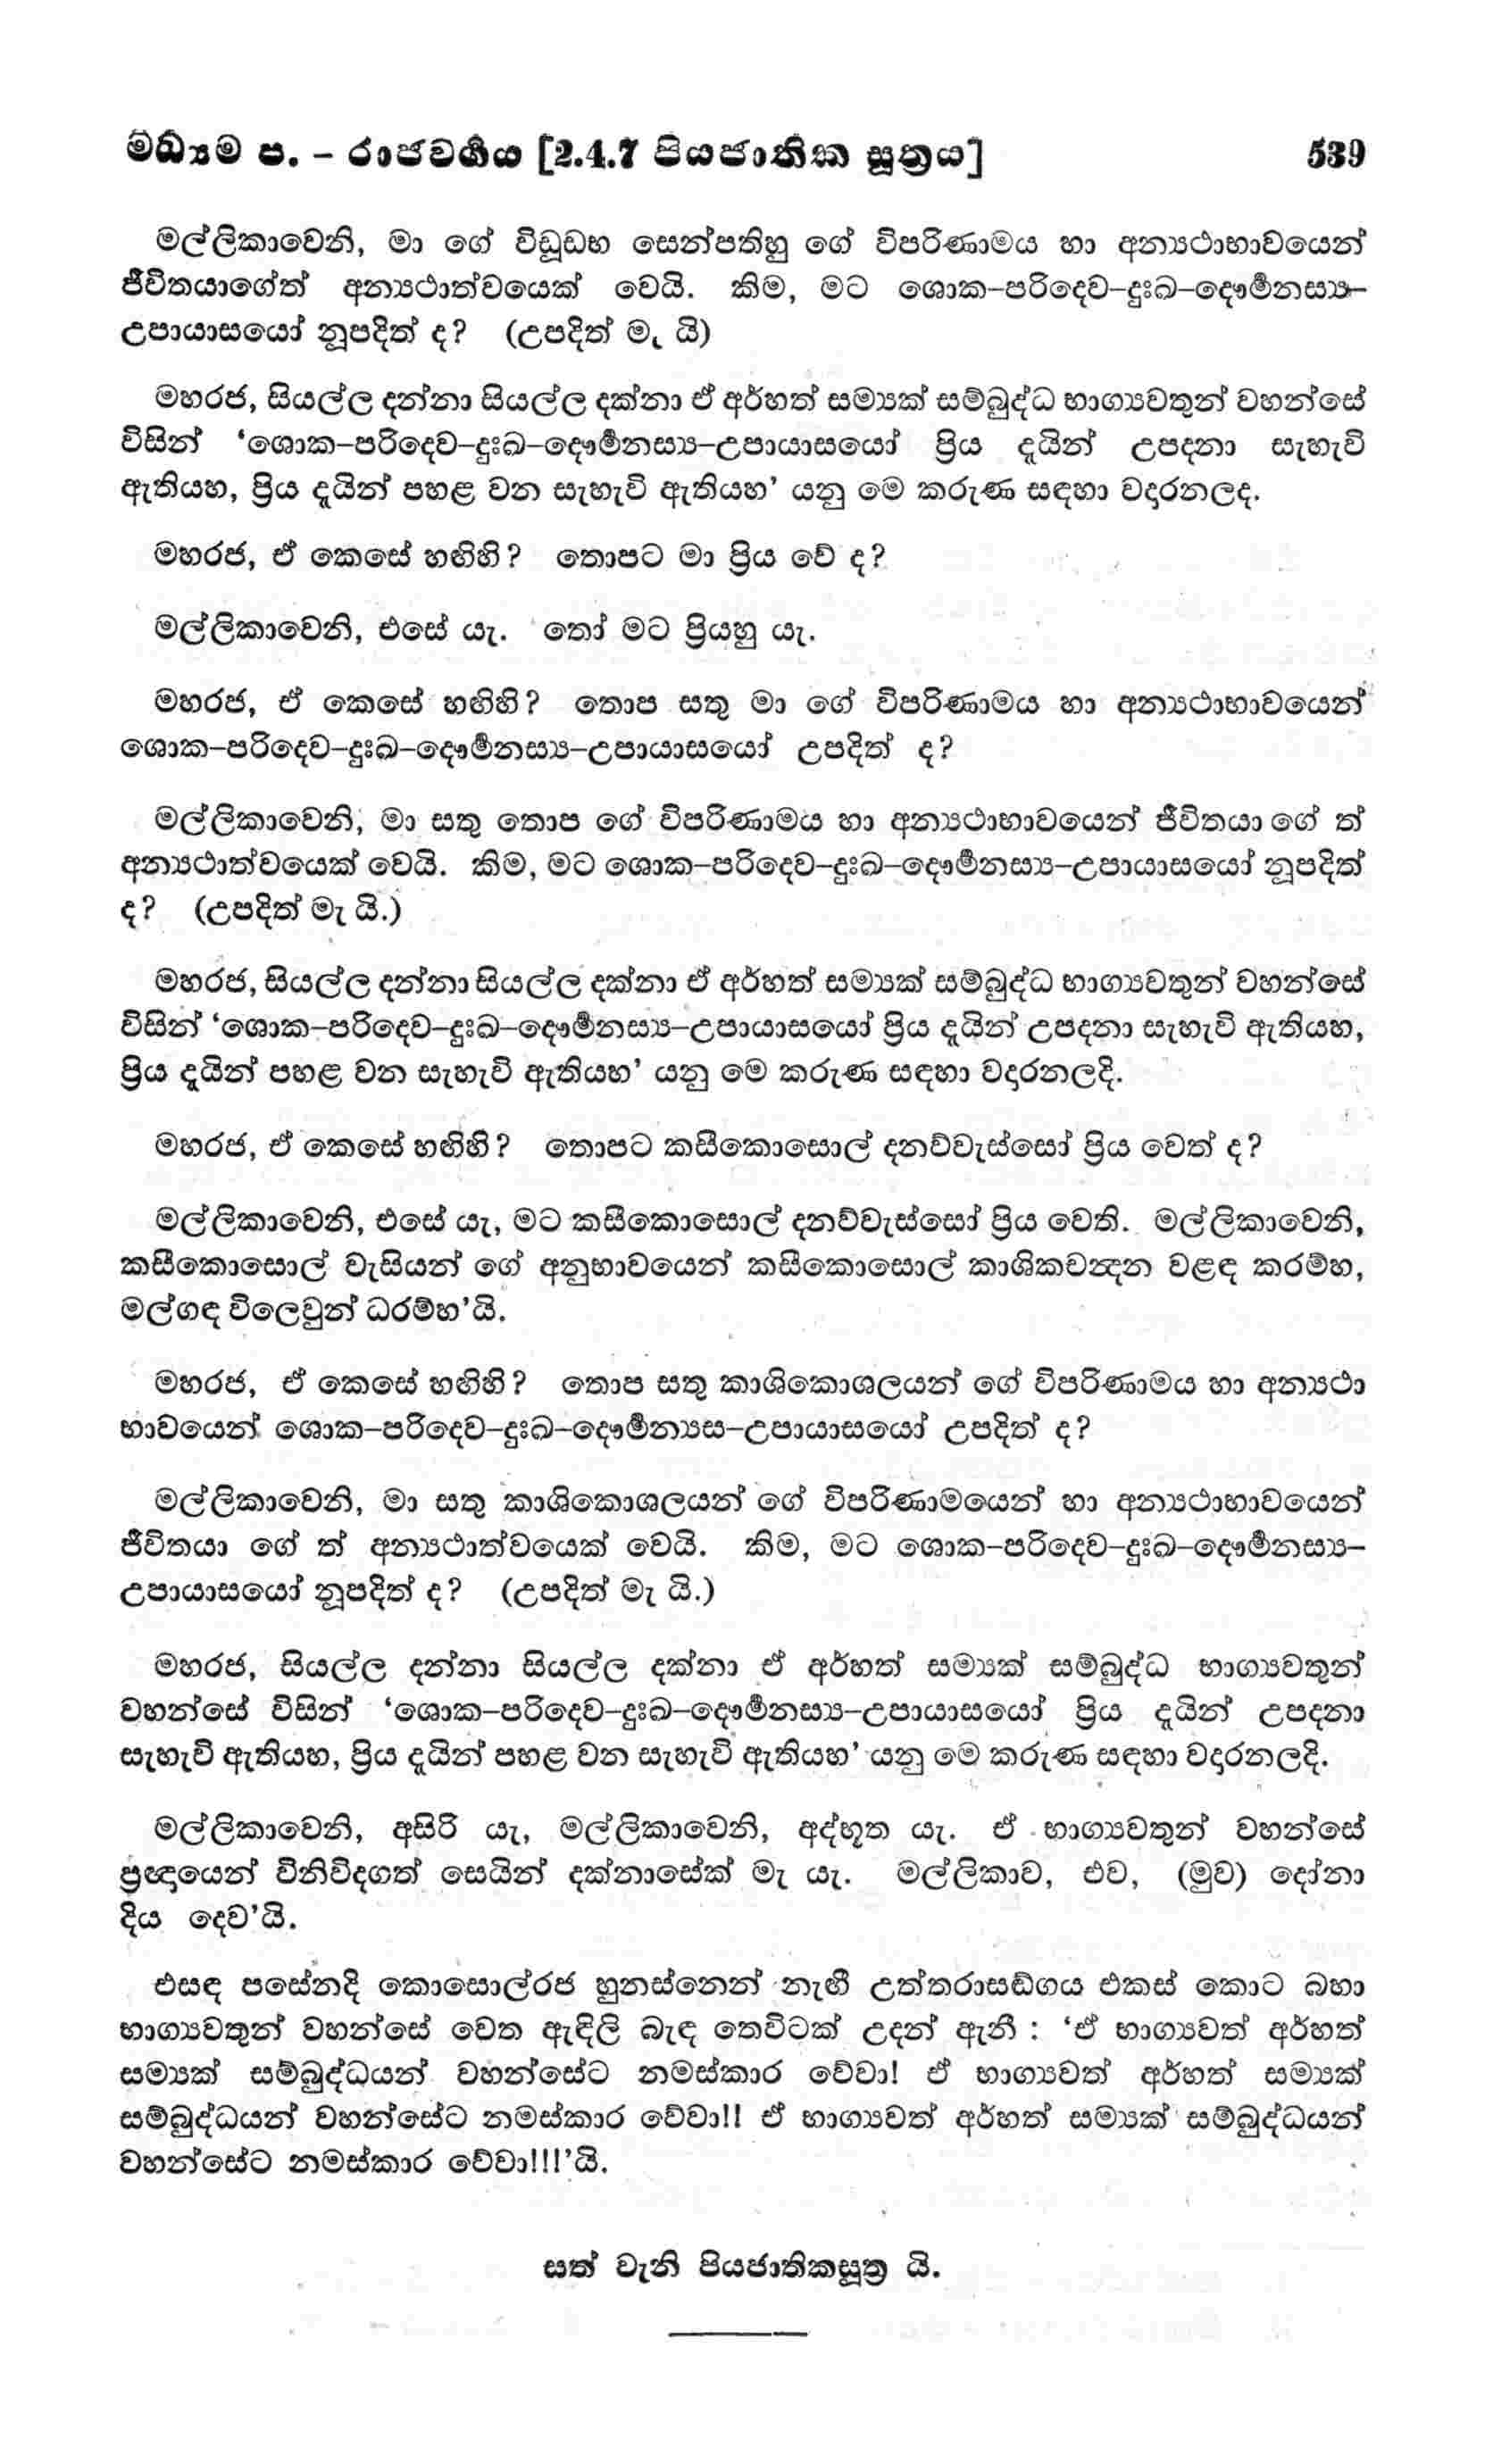 මධ්‍යම ප. – රාජවර්‍ගය [2.4.7 පියජාතික සූත්‍රය] 539
මල්ලිකාවෙනි, මා ගේ විඩූඩභ සෙන්පතිහු ගේ විපරිණාමය හා අන්‍යථාභාවයෙන්
ජීවිතයාගේත් අන්‍යථාත්වයෙක් වෙයි. කිම, මට ශොක–පරිදෙව–දුඃඛ–දෞර්‍මනස්‍ය–
උපායාසයෝ නූපදිත් ද? (උපදිත් මැ යි)
මහරජ, සියල්ල දන්නා සියල්ල දක්නා ඒ අර්හත් සම්‍යක් සම්බුද්ධ භාග්‍යවතුන් වහන්සේ
විසින් ‘ශොක–පරිදෙව–දුඃඛ–දෞර්‍මනස්‍ය–උපායාසයෝ ප්‍රිය දැයින් උපදනා සැහැවි
ඇතියහ, ප්‍රිය දැයින් පහළ වන සැහැවි ඇතියහ’ යනු මෙ කරුණ සඳහා වදාරනලද.
මහරජ, ඒ කෙසේ හඟිහි? තොපට මා ප්‍රිය වේ ද?
මල්ලිකාවෙනි, එසේ යැ. තෝ මට ප්‍රියහු යැ.
මහරජ, ඒ කෙසේ හඟිහි? තොප සතු මා ගේ විපරිණාමය හා අන්‍යථාභාවයෙන්
ශොක–පරිදෙව–දුඃඛ–දෞර්‍මනස්‍ය–උපායාසයෝ උපදිත් ද?
මල්ලිකාවෙනි, මා සතු තොප ගේ විපරිණාමය හා අන්‍යථාභාවයෙන් ජීවිතයා ගේ ත්
අන්‍යථාත්වයෙක් වෙයි. කිම, මට ශොක–පරිදෙව–දුඃඛ–දෞර්‍මනස්‍ය–උපායාසයෝ නූපදිත්
ද? (උපදිත් මැ යි.)
මහරජ, සියල්ල දන්නා සියල්ල දක්නා ඒ අර්හත් සම්‍යක් සම්බුද්ධ භාග්‍යවතුන් වහන්සේ
විසින් ‘ශොක–පරිදෙව–දුඃඛ–දෞර්‍මනස්‍ය–උපායාසයෝ ප්‍රිය දැයින් උපදනා සැහැවි ඇතියහ,
ප්‍රිය දැයින් පහළ වන සැහැවි ඇතියහ’ යනු මෙ කරුණ සඳහා වදාරනලදි.
මහරජ, ඒ කෙසේ හඟිහි? තොපට කසීකොසොල් දනව්වැස්සෝ ප්‍රිය වෙත් ද?
මල්ලිකාවෙනි, එසේ යැ, මට කසීකොසොල් දනව්වැස්සෝ ප්‍රිය වෙති. මල්ලිකාවෙනි,
කසීකොසොල් වැසියන් ගේ අනුභාවයෙන් කසීකොසොල් කාශිකචන්‍දන වළඳ කරම්හ,
මල්ගඳ විලෙවුන් ධරම්හ’යි.
මහරජ, ඒ කෙසේ හඟිහි? තොප සතු කාශිකොශලයන් ගේ විපරිණාමය හා අන්‍යථා
භාවයෙන් ශොක–පරිදෙව–දුඃඛ–දෞර්‍මන්‍යස–උපායාසයෝ උපදිත් ද?
මල්ලිකාවෙනි, මා සතු කාශිකොශලයන් ගේ විපරිණාමයෙන් හා අන්‍යථාභාවයෙන්
ජීවිතයා ගේ ත් අන්‍යථාත්වයෙක් වෙයි. කිම, මට ශොක–පරිදෙව–දුඃඛ–දෞර්‍මනස්‍ය–
උපායාසයෝ නූපදිත් ද? (උපදිත් මැ යි.)
මහරජ, සියල්ල දන්නා සියල්ල දක්නා ඒ අර්හත් සම්‍යක් සම්බුද්ධ භාග්‍යවතුන්
වහන්සේ විසින් ‘ශොක–පරිදෙව–දුඃඛ–දෞර්‍මනස්‍ය–උපායාසයෝ ප්‍රිය දැයින් උපදනා
සැහැවි ඇතියහ, ප්‍රිය දැයින් පහළ වන සැහැවි ඇතියහ’ යනු මෙ කරුණ සඳහා වදාරනලදි.
මල්ලිකාවෙනි, අසිරි යැ, මල්ලිකාවෙනි, අද්භූත යැ. ඒ භාග්‍යවතුන් වහන්සේ
ප්‍රඥායෙන් විනිවිදගත් සෙයින් දක්නාසේක් මැ යැ. මල්ලිකාව, එව, (මුව) දෝනා
දිය දෙව’යි.
එසඳ පසේනදි කොසොල්රජ හුනස්නෙන් නැඟී උත්තරාසඞ්ගය එකස් කොට බහා
භාග්‍යවතුන් වහන්සේ වෙත ඇඳිලි බැඳ තෙවිටක් උදන් ඇනී : ‘ඒ භාග්‍යවත් අර්හත්
සම්‍යක් සම්බුද්ධයන් වහන්සේට නමස්කාර වේවා! ඒ භාග්‍යවත් අර්හත් සම්‍යක්
සම්බුද්ධයන් වහන්සේට නමස්කාර වේවා!! ඒ භාග්‍යවත් අර්හත් සම්‍යක් සම්බුද්ධයන්
වහන්සේට නමස්කාර වේවා!!!’යි.
සත් වැනි පියජාතිකසූත්‍ර යි.